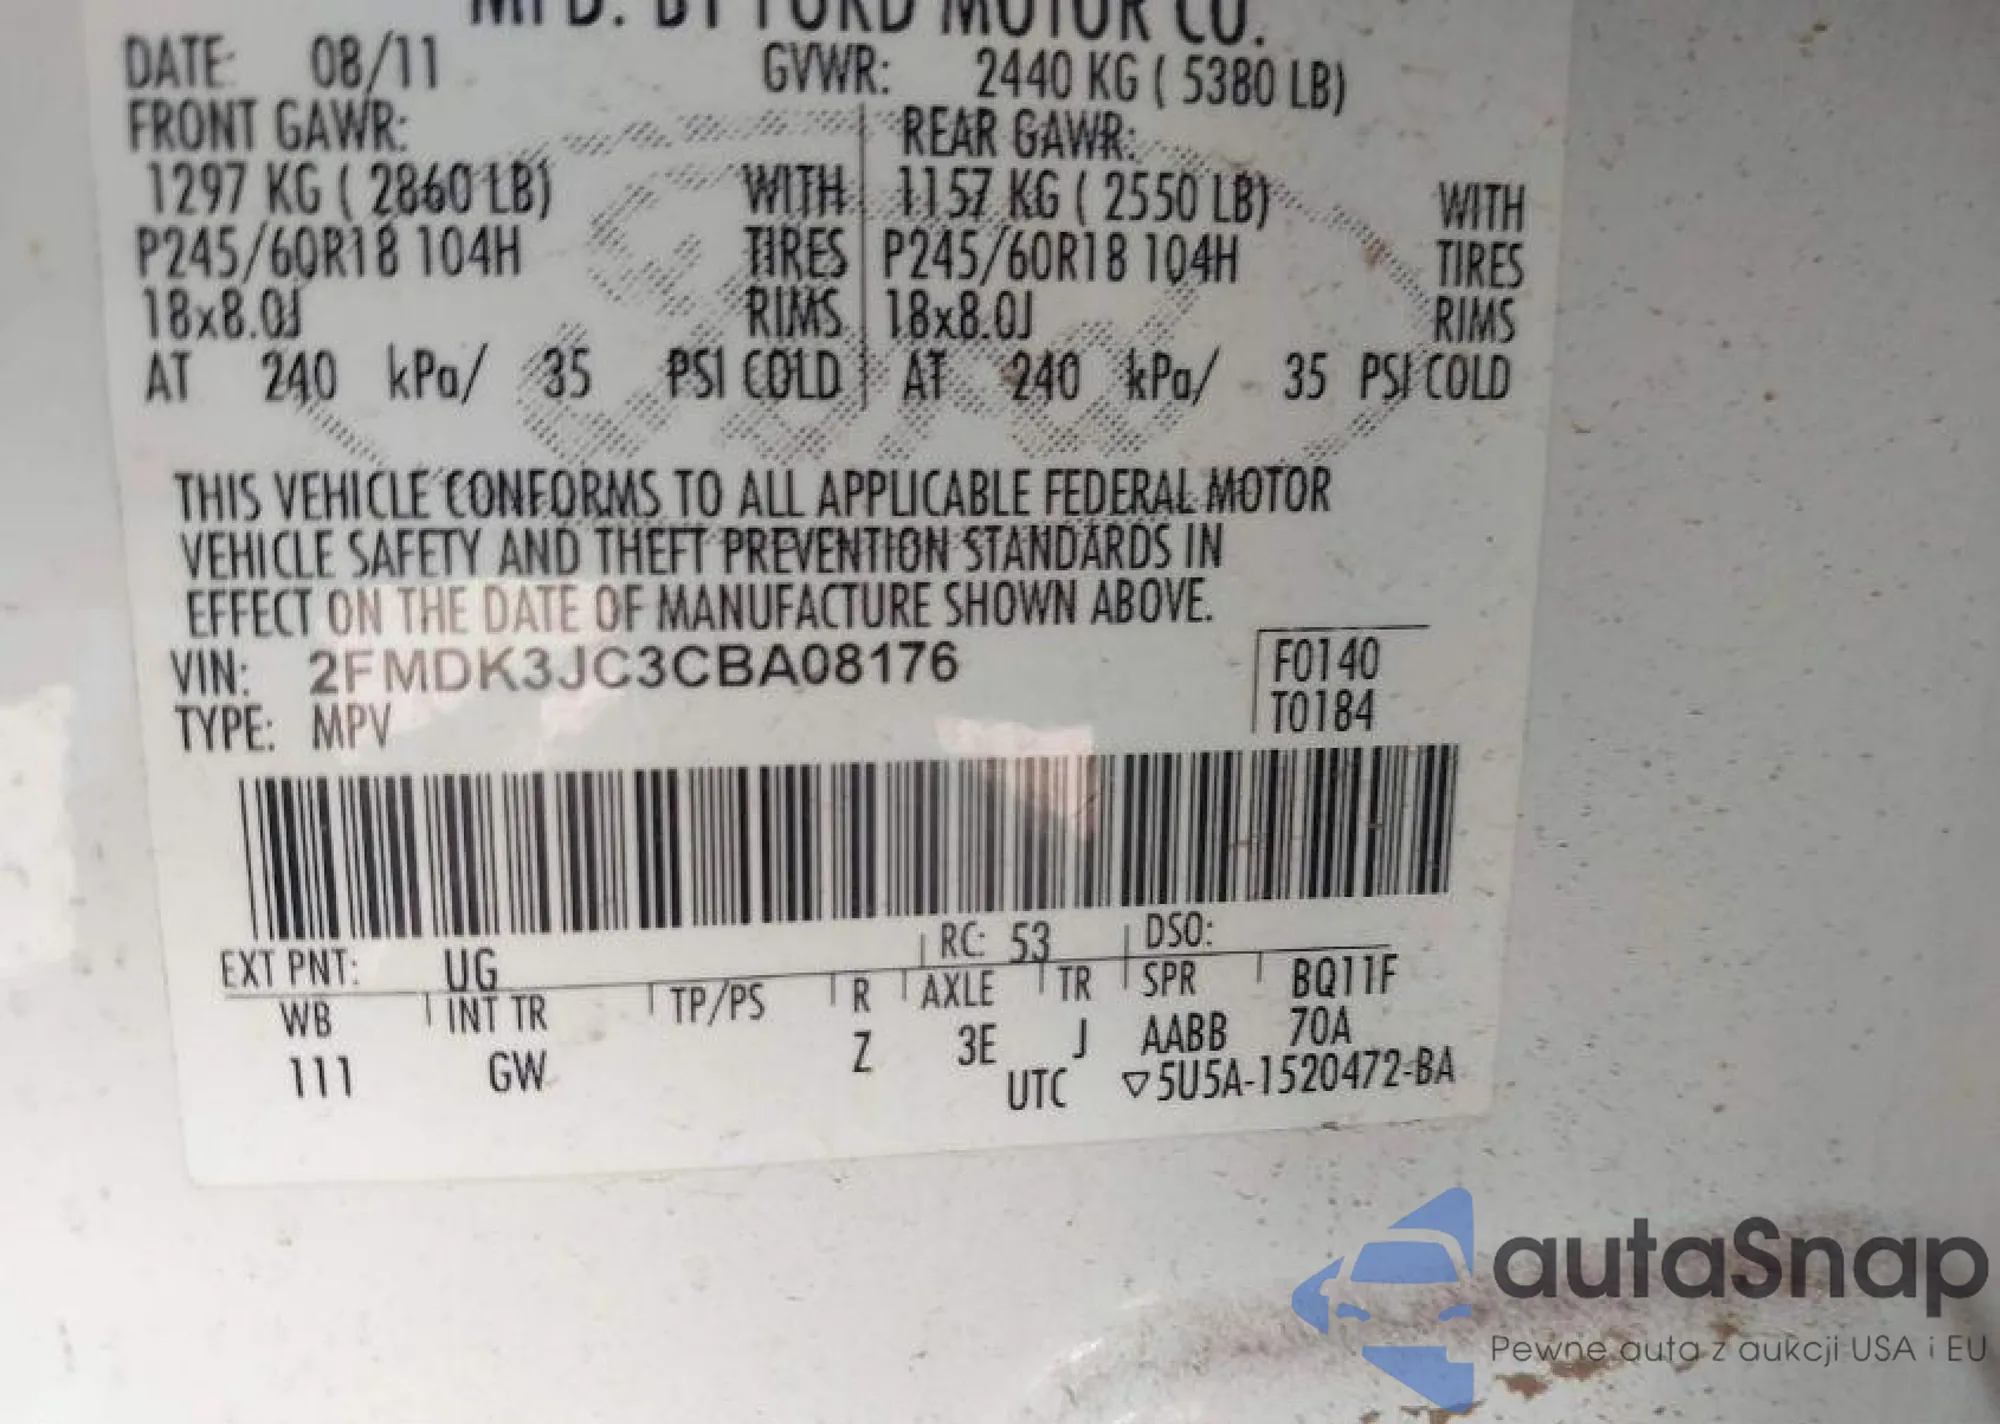 MFD. BY FORD MOTOR CO.
DATE: 08/11 GVWR: 2440 KG ( 5380 LB)
FRONT GAWR: REAR GAWR:
1297 KG ( 2860 LB) WITH 1157 KG ( 2550 LB) WITH
P245/60R18 104H TIRES P245/60R18 104H TIRES
18x8.0J RIMS 18x8.0J RIMS
AT 240 kPa/ 35 PSI COLD AT 240 kPa/ 35 PSI COLD
THIS VEHICLE CONFORMS TO ALL APPLICABLE FEDERAL MOTOR
VEHICLE SAFETY AND THEFT PREVENTION STANDARDS IN
EFFECT ON THE DATE OF MANUFACTURE SHOWN ABOVE.
VIN: 2FMDK3JC3CBA08176 F0140
TYPE: MPV T0184
EXT PNT: UG RC: 53 DSO:
WB INT TR TP/PS R AXLE TR SPR BQ11F
111 GW Z 3E J AABB 70A
UTC ▽5U5A-1520472-BA
autaSnap
Pewne auta z aukcji USA i EU